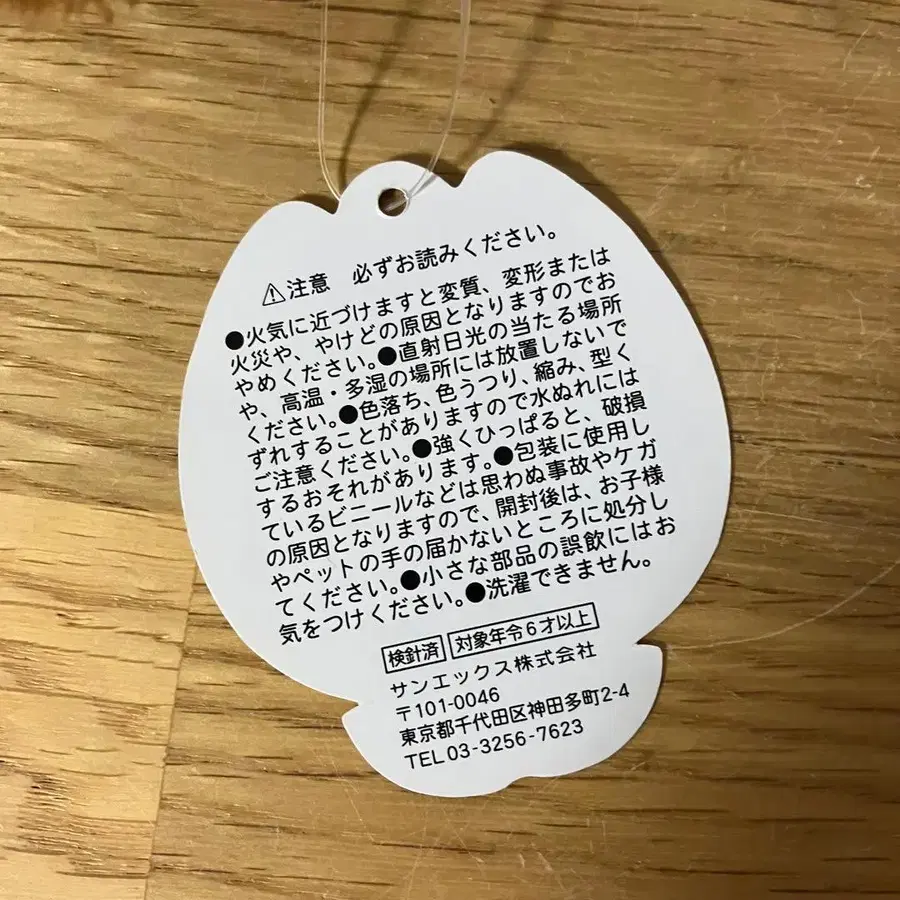 ⚠注意 必ずお読みください。
●火気に近づけますと変質、変形または
火災や、やけどの原因となりますのでお
やめください。●直射日光の当たる場所
や、高温・多湿の場所には放置しないで
ください。●色落ち、色うつり、縮み、型く
ずれすることがありますので水ぬれには
ご注意ください。●強くひっぱると、破損
するおそれがあります。●包装に使用し
ているビニールなどは思わぬ事故やケガ
の原因となりますので、開封後は、お子様
やペットの手の届かないところに処分し
てください。●小さな部品の誤飲にはお
気をつけください。●洗濯できません。
検針済 対象年令6才以上
サンエックス株式会社
〒101-0046
東京都千代田区神田多町2-4
TEL 03-3256-7623